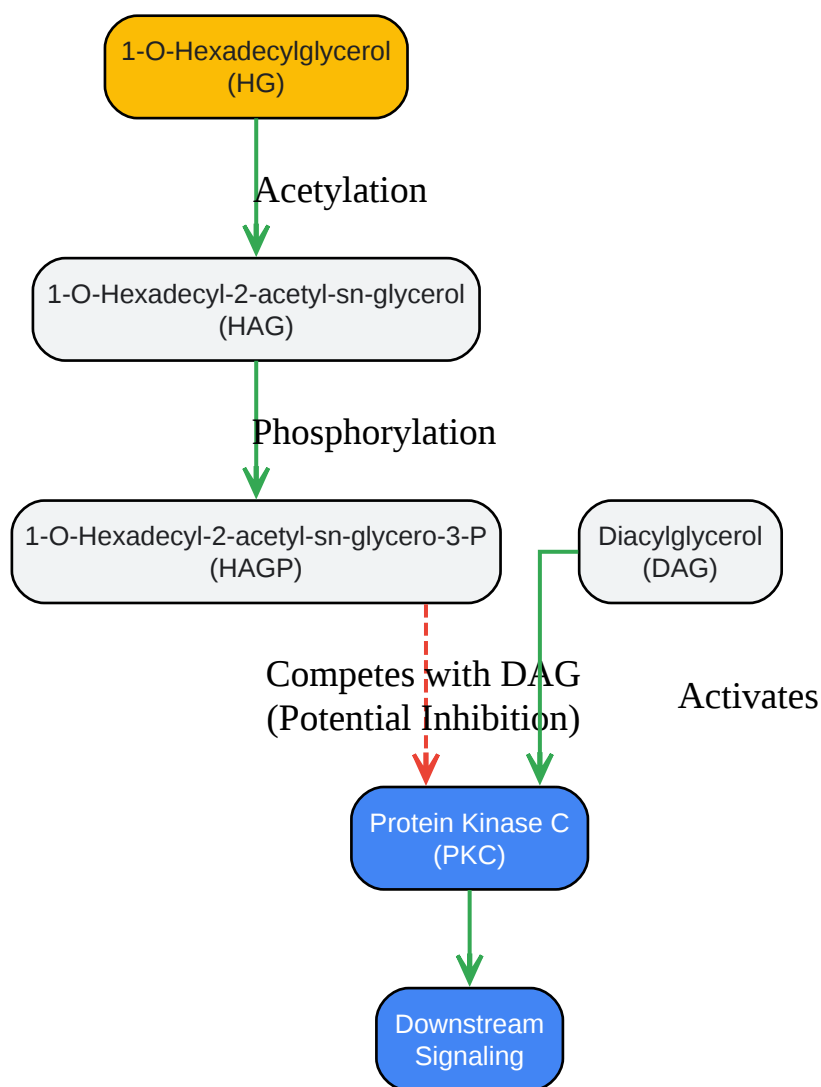 1-O-Hexadecylglycerol
(HG)
Acetylation
1-O-Hexadecyl-2-acetyl-sn-glycerol
(HAG)
Phosphorylation
1-O-Hexadecyl-2-acetyl-sn-glycero-3-P
(HAGP)
Diacylglycerol
(DAG)
Competes with DAG
(Potential Inhibition)
Activates
Protein Kinase C
(PKC)
Downstream
Signaling